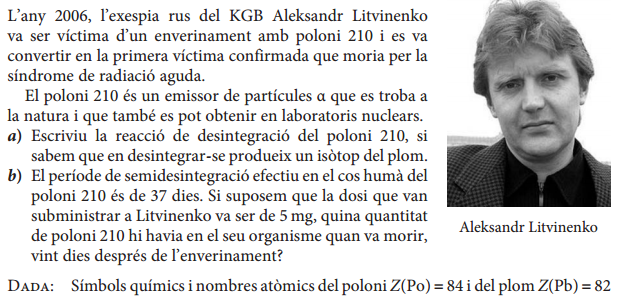 L’any 2006, l’exespia rus del KGB Aleksandr Litvinenko
va ser víctima d’un enverinament amb poloni 210 i es va
convertir en la primera víctima confirmada que moria per la
síndrome de radiació aguda.
El poloni 210 és un emissor de partícules α que es troba a
la natura i que també es pot obtenir en laboratoris nuclears.
a) Escriviu la reacció de desintegració del poloni 210, si
sabem que en desintegrar-se produeix un isòtop del plom.
b) El període de semidesintegració efectiu en el cos humà del
poloni 210 és de 37 dies. Si suposem que la dosi que van
subministrar a Litvinenko va ser de 5 mg, quina quantitat
de poloni 210 hi havia en el seu organisme quan va morir,
vint dies després de l’enverinament?
Aleksandr Litvinenko
DADA: Símbols químics i nombres atòmics del poloni Z(Po) = 84 i del plom Z(Pb) = 82